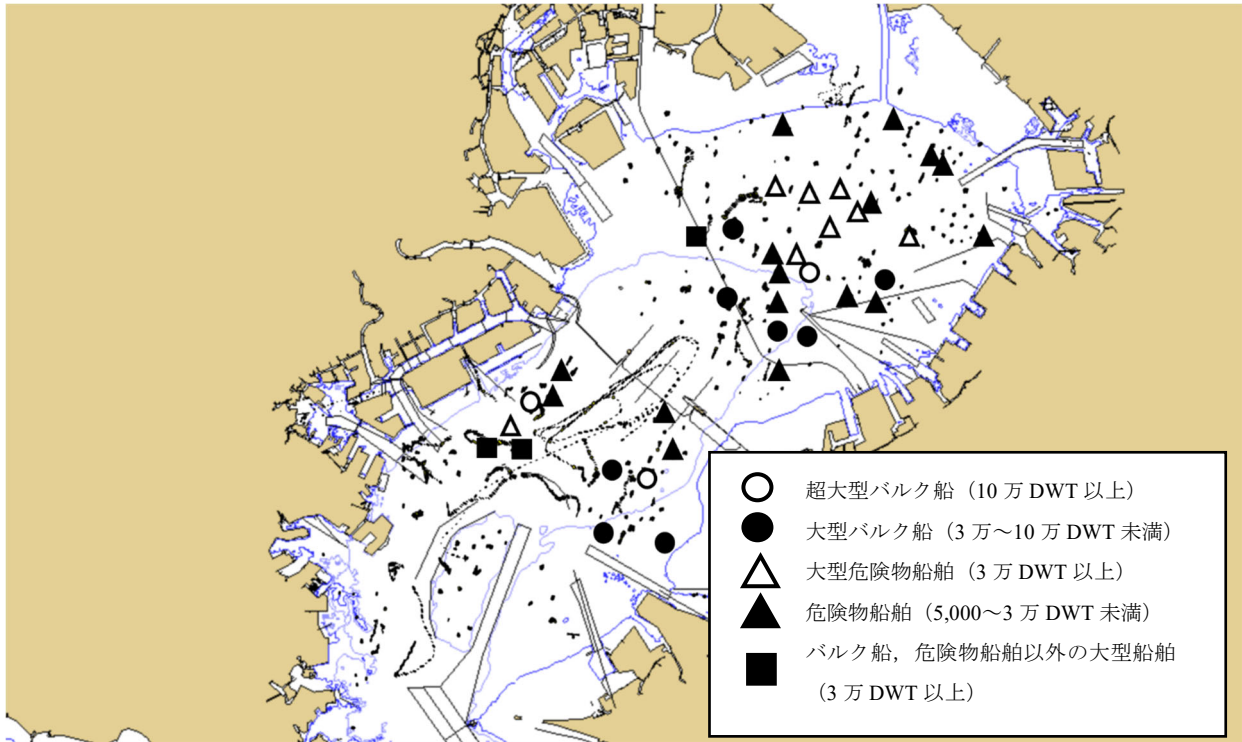 超大型バルク船（10 万 DWT 以上）
大型バルク船（3 万～10 万 DWT 未満）
大型危険物船舶（3 万 DWT 以上）
危険物船舶（5,000～3 万 DWT 未満）
バルク船，危険物船舶以外の大型船舶
（3 万 DWT 以上）